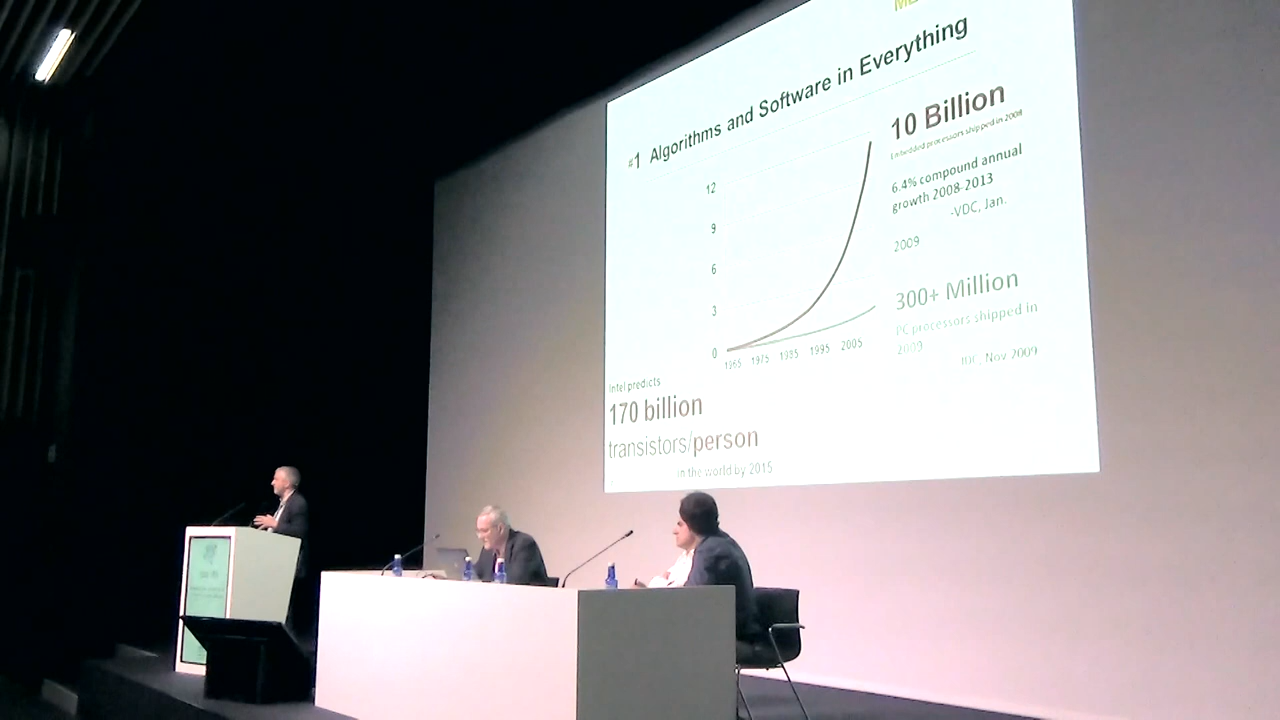 #1 Algorithms and Software in Everything
10 Billion
Embedded processors shipped in 2008
6.4% compound annual
growth 2008-2013
-VDC, Jan.
2009
12
9
6
3
0
1965 1975 1985 1995 2005
300+ Million
PC processors shipped in
2009
IDC, Nov 2009
Intel predicts
170 billion
transistors/person
in the world by 2015